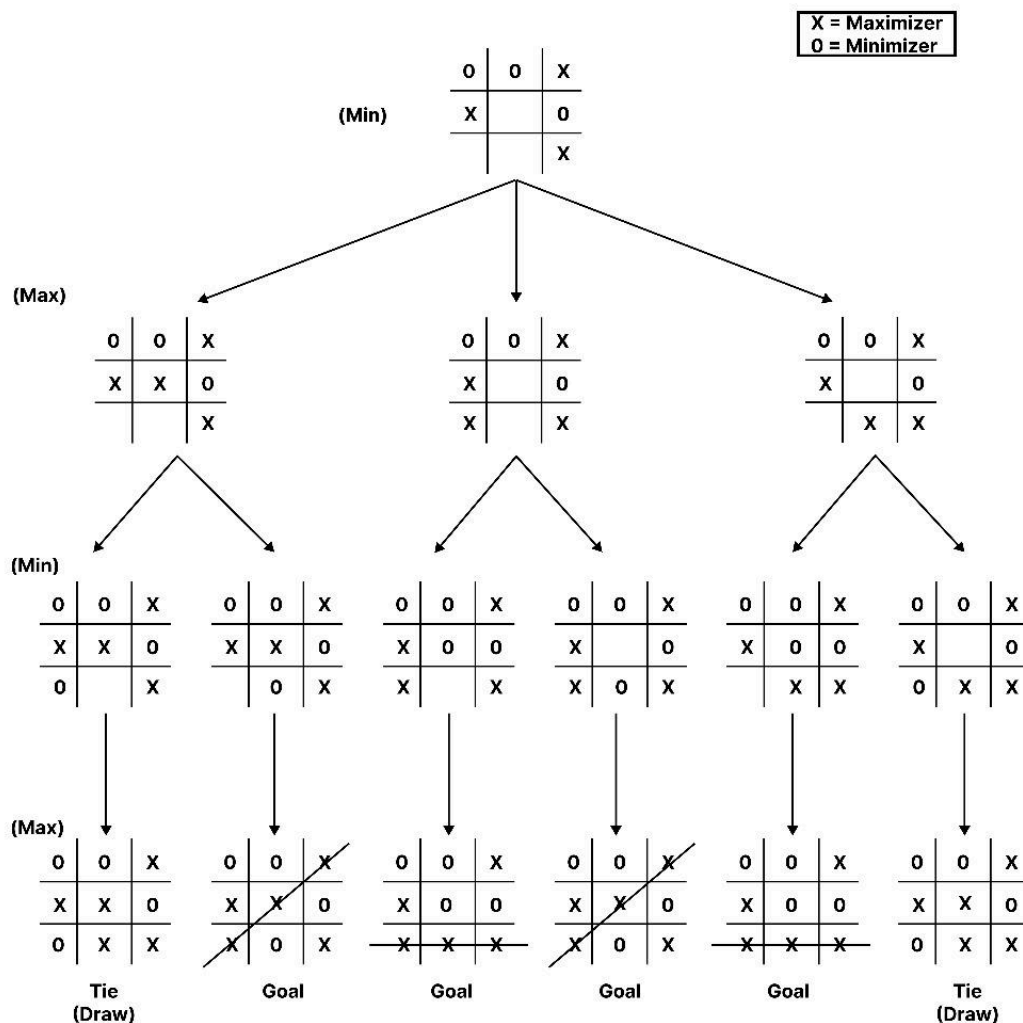 X = Maximizer
0 = Minimizer
0 0 X
(Min)
X 0
X
(Max)
0 0 X 0 0 X 0 0 X
X X 0 X 0 X 0
X X X X X
(Min)
0 0 X 0 0 X 0 0 X 0 0 X 0 0 X 0 0 X
X X 0 X X 0 X 0 0 X 0 X 0 0 X 0
0 X 0 X X X X 0 X X X 0 X X
(Max)
0 0 X 0 0 X 0 0 X 0 0 X 0 0 X 0 0 X
X X 0 X X 0 X 0 0 X X 0 X 0 0 X X 0
0 X X X 0 X X X X X 0 X X X X 0 X X
Tie Goal Goal Goal Goal Tie
(Draw) (Draw)